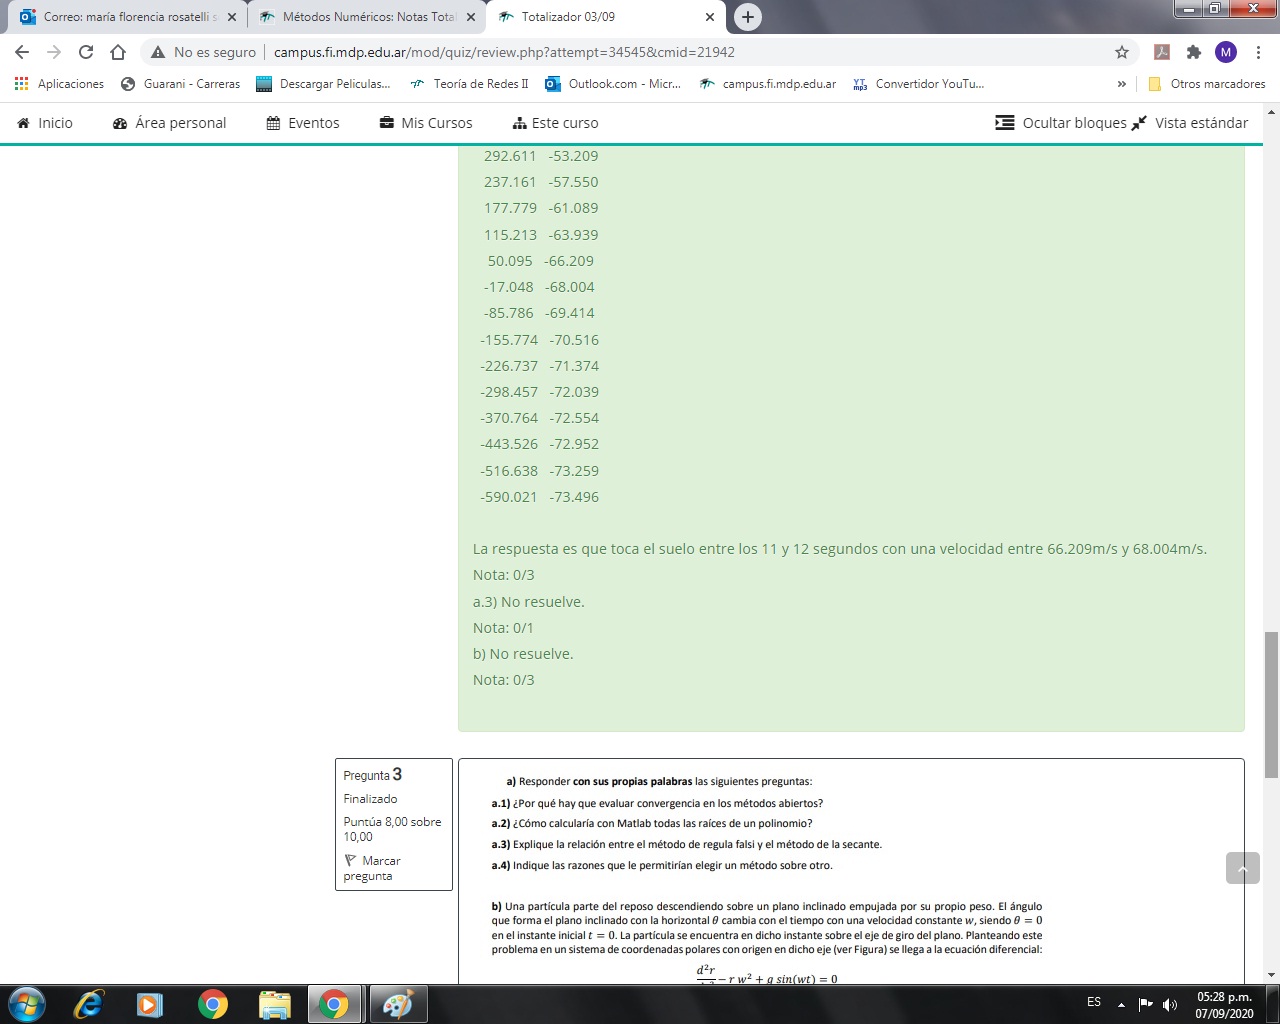 Correo: maría florencia rosatelli s
Métodos Numéricos: Notas Total
Totalizador 03/09
No es seguro | campus.fi.mdp.edu.ar/mod/quiz/review.php?attempt=34545&cmid=21942
M
Aplicaciones Guarani - Carreras Descargar Peliculas... Teoría de Redes II Outlook.com - Micr... campus.fi.mdp.edu.ar YT mp3 Convertidor YouTu... » Otros marcadores
Inicio Área personal Eventos Mis Cursos Este curso Ocultar bloques Vista estándar
292.611 -53.209
237.161 -57.550
177.779 -61.089
115.213 -63.939
50.095 -66.209
-17.048 -68.004
-85.786 -69.414
-155.774 -70.516
-226.737 -71.374
-298.457 -72.039
-370.764 -72.554
-443.526 -72.952
-516.638 -73.259
-590.021 -73.496
La respuesta es que toca el suelo entre los 11 y 12 segundos con una velocidad entre 66.209m/s y 68.004m/s.
Nota: 0/3
a.3) No resuelve.
Nota: 0/1
b) No resuelve.
Nota: 0/3
Pregunta 3
Finalizado
Puntúa 8,00 sobre
10,00
Marcar
pregunta
a) Responder con sus propias palabras las siguientes preguntas:
a.1) ¿Por qué hay que evaluar convergencia en los métodos abiertos?
a.2) ¿Cómo calcularía con Matlab todas las raíces de un polinomio?
a.3) Explique la relación entre el método de regula falsi y el método de la secante.
a.4) Indique las razones que le permitirían elegir un método sobre otro.
b) Una partícula parte del reposo descendiendo sobre un plano inclinado empujada por su propio peso. El ángulo
que forma el plano inclinado con la horizontal θ cambia con el tiempo con una velocidad constante w, siendo θ = 0
en el instante inicial t = 0. La partícula se encuentra en dicho instante sobre el eje de giro del plano. Planteando este
problema en un sistema de coordenadas polares con origen en dicho eje (ver Figura) se llega a la ecuación diferencial:
d²r
− r w² + g sin(wt) = 0
ES 05:28 p.m.
07/09/2020